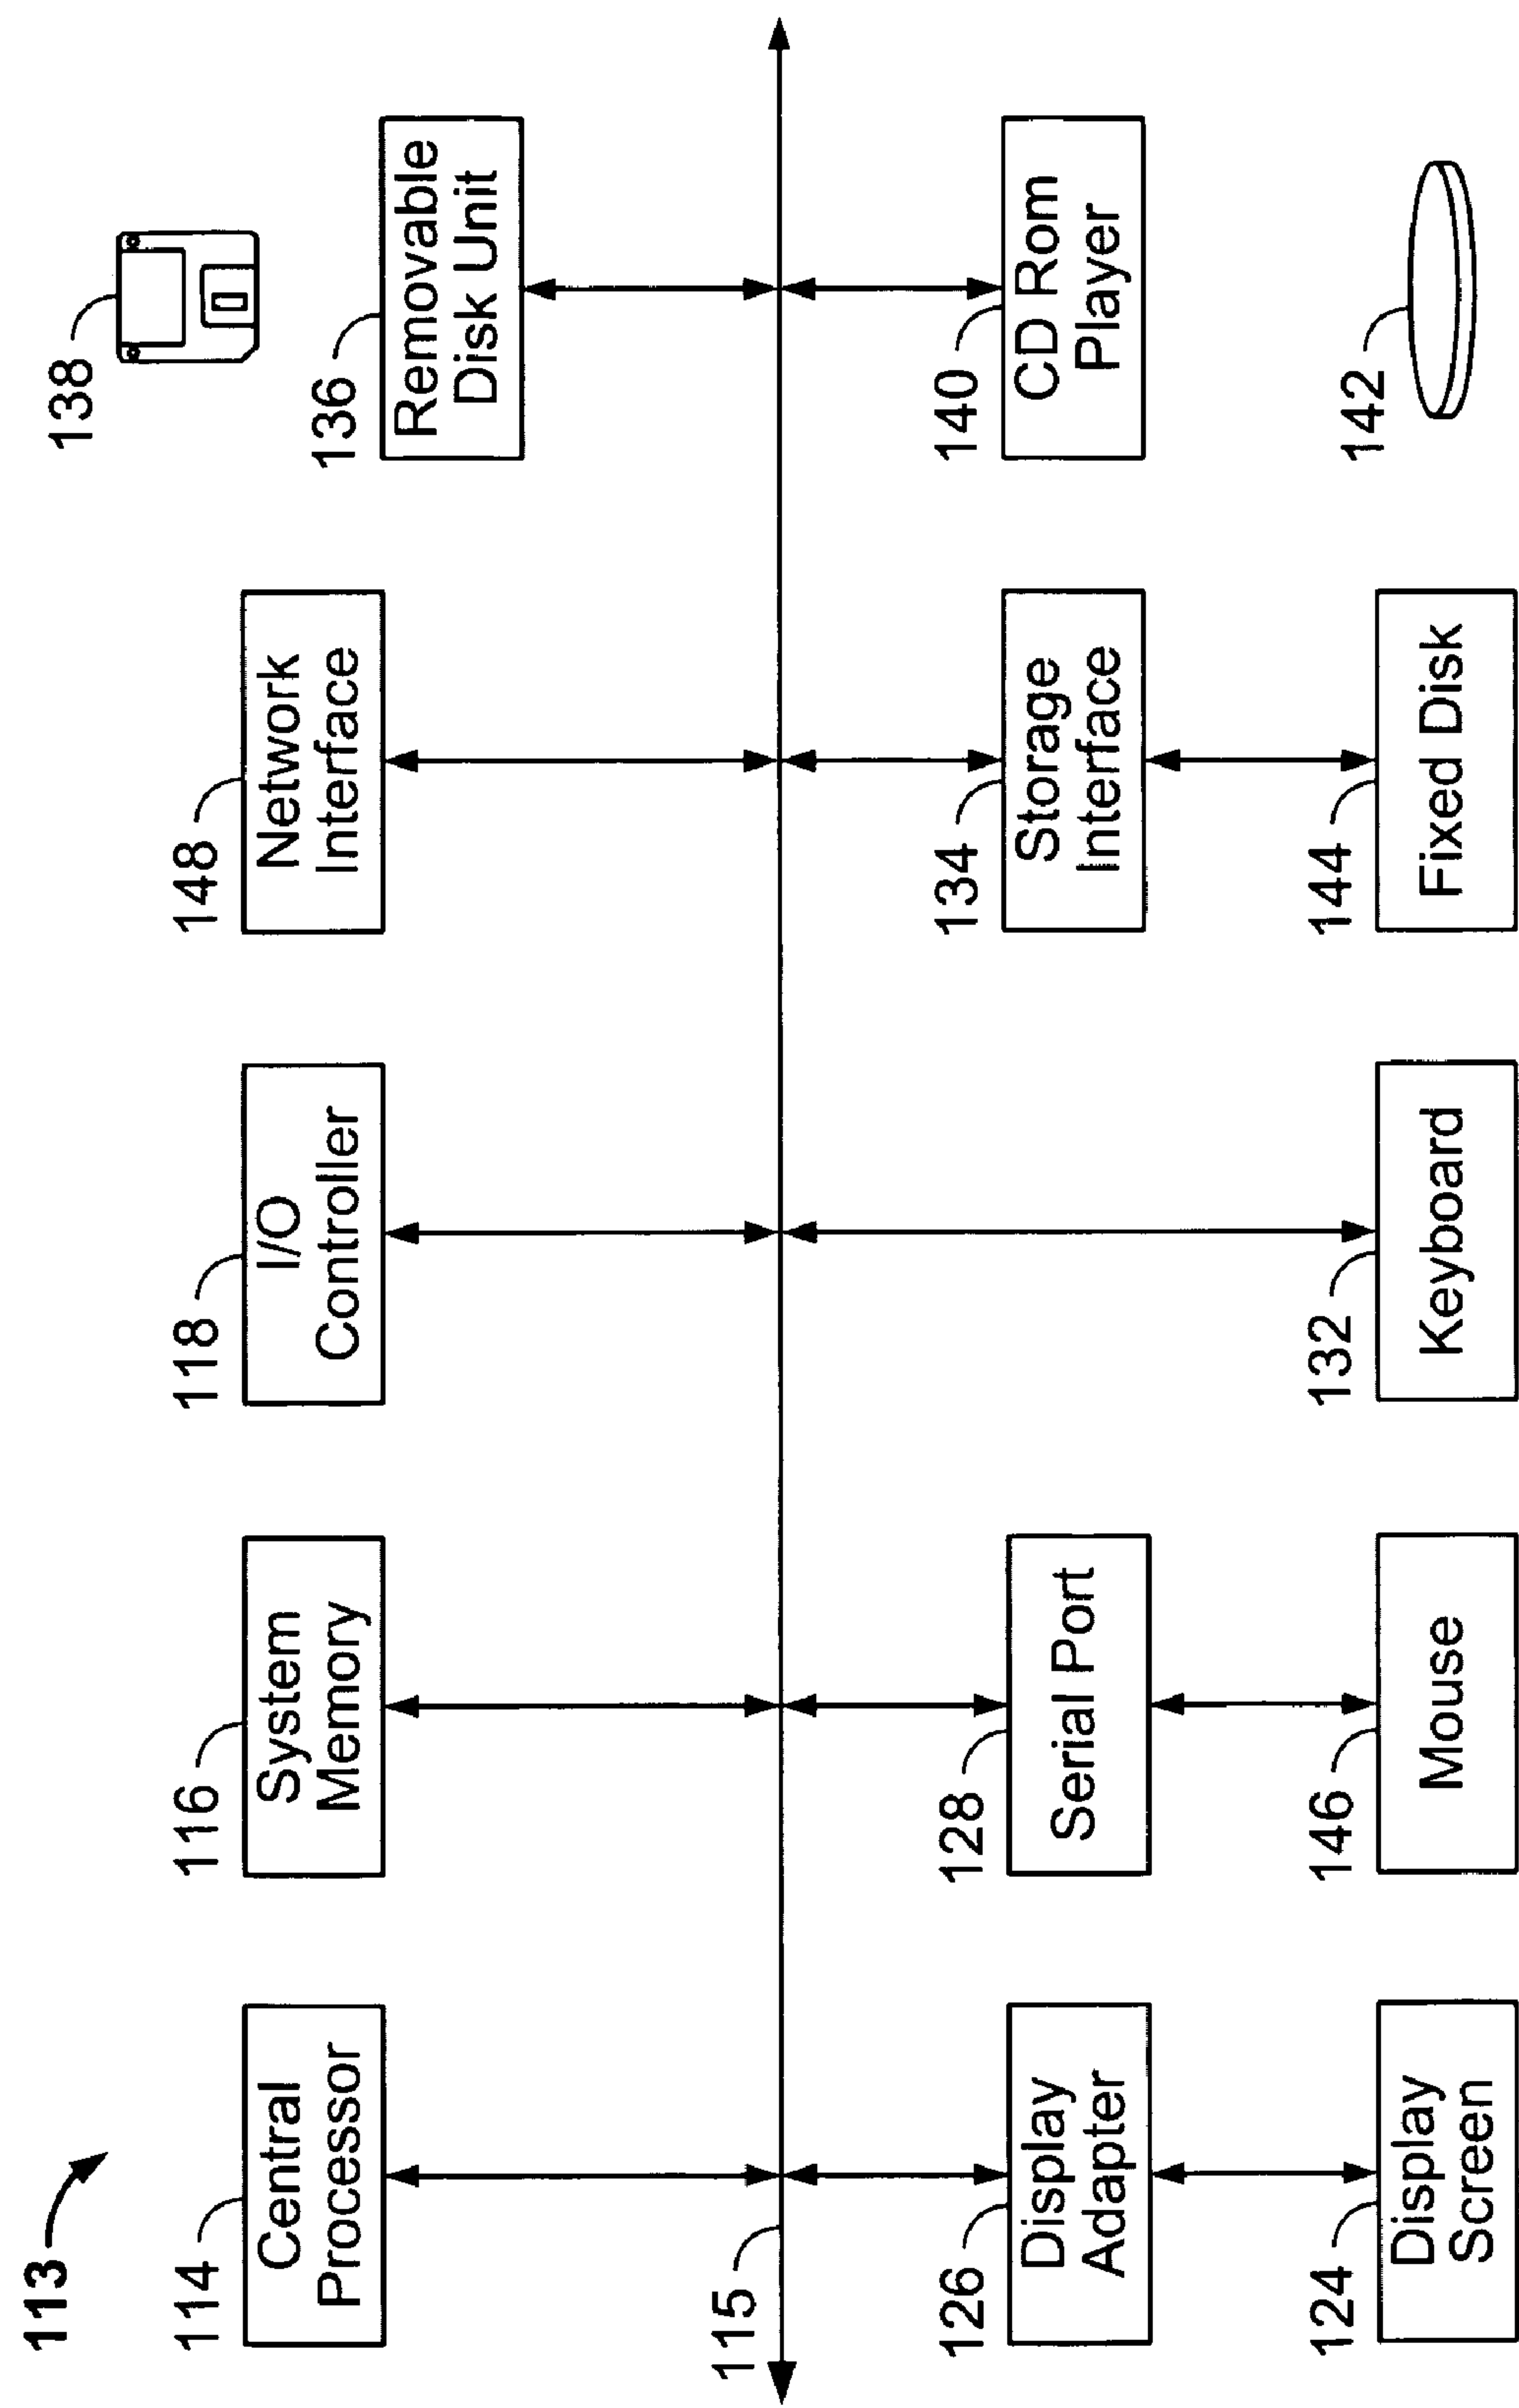 113
114
Central
Processor
116
System
Memory
118
I/O
Controller
148
Network
Interface
138
136
Removable
Disk Unit
115
126
Display
Adapter
128
Serial Port
134
Storage
Interface
140
CD Rom
Player
124
Display
Screen
146
Mouse
132
Keyboard
144
Fixed Disk
142